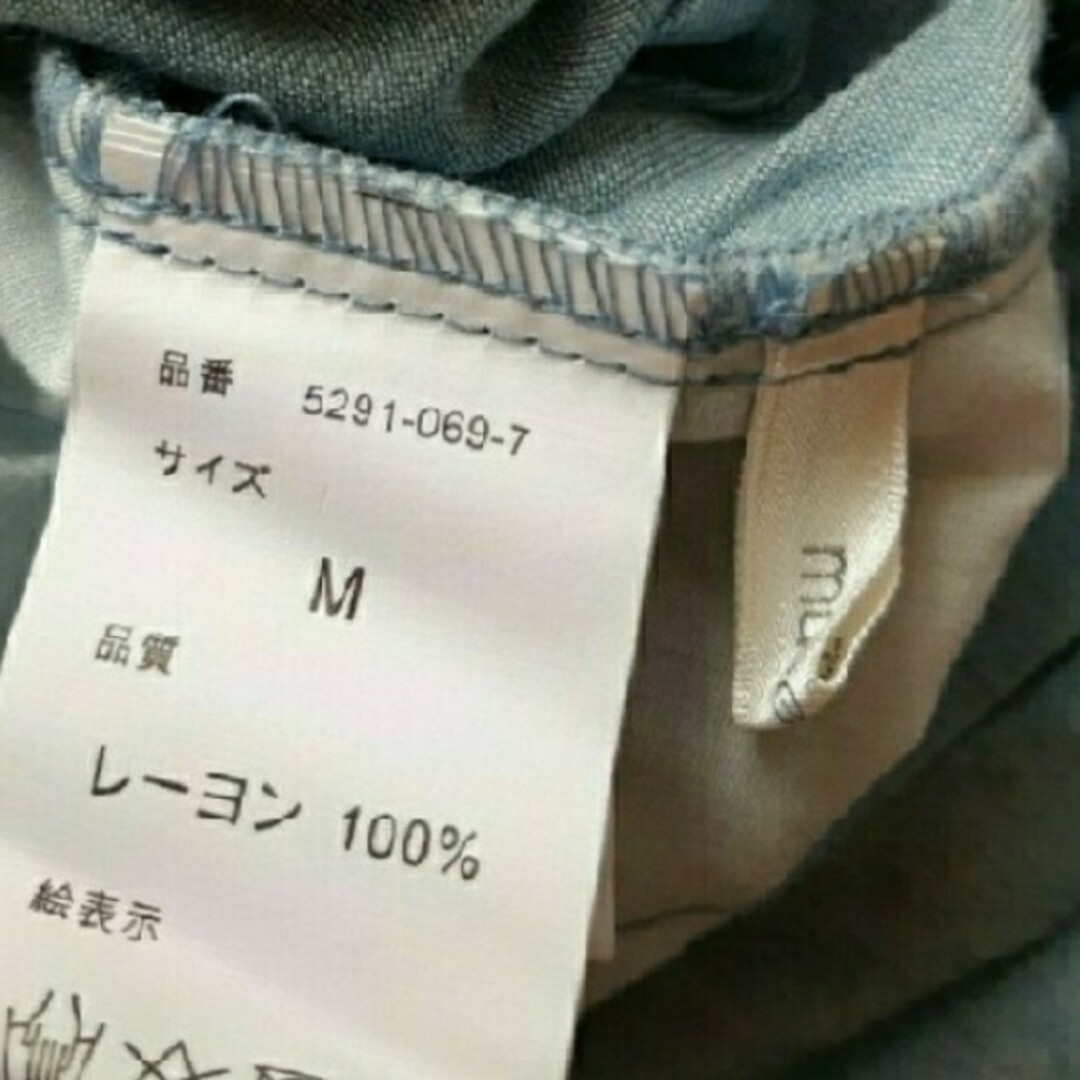 品番 5291-069-7
サイズ
M
品質
レーヨン 100%
絵表示